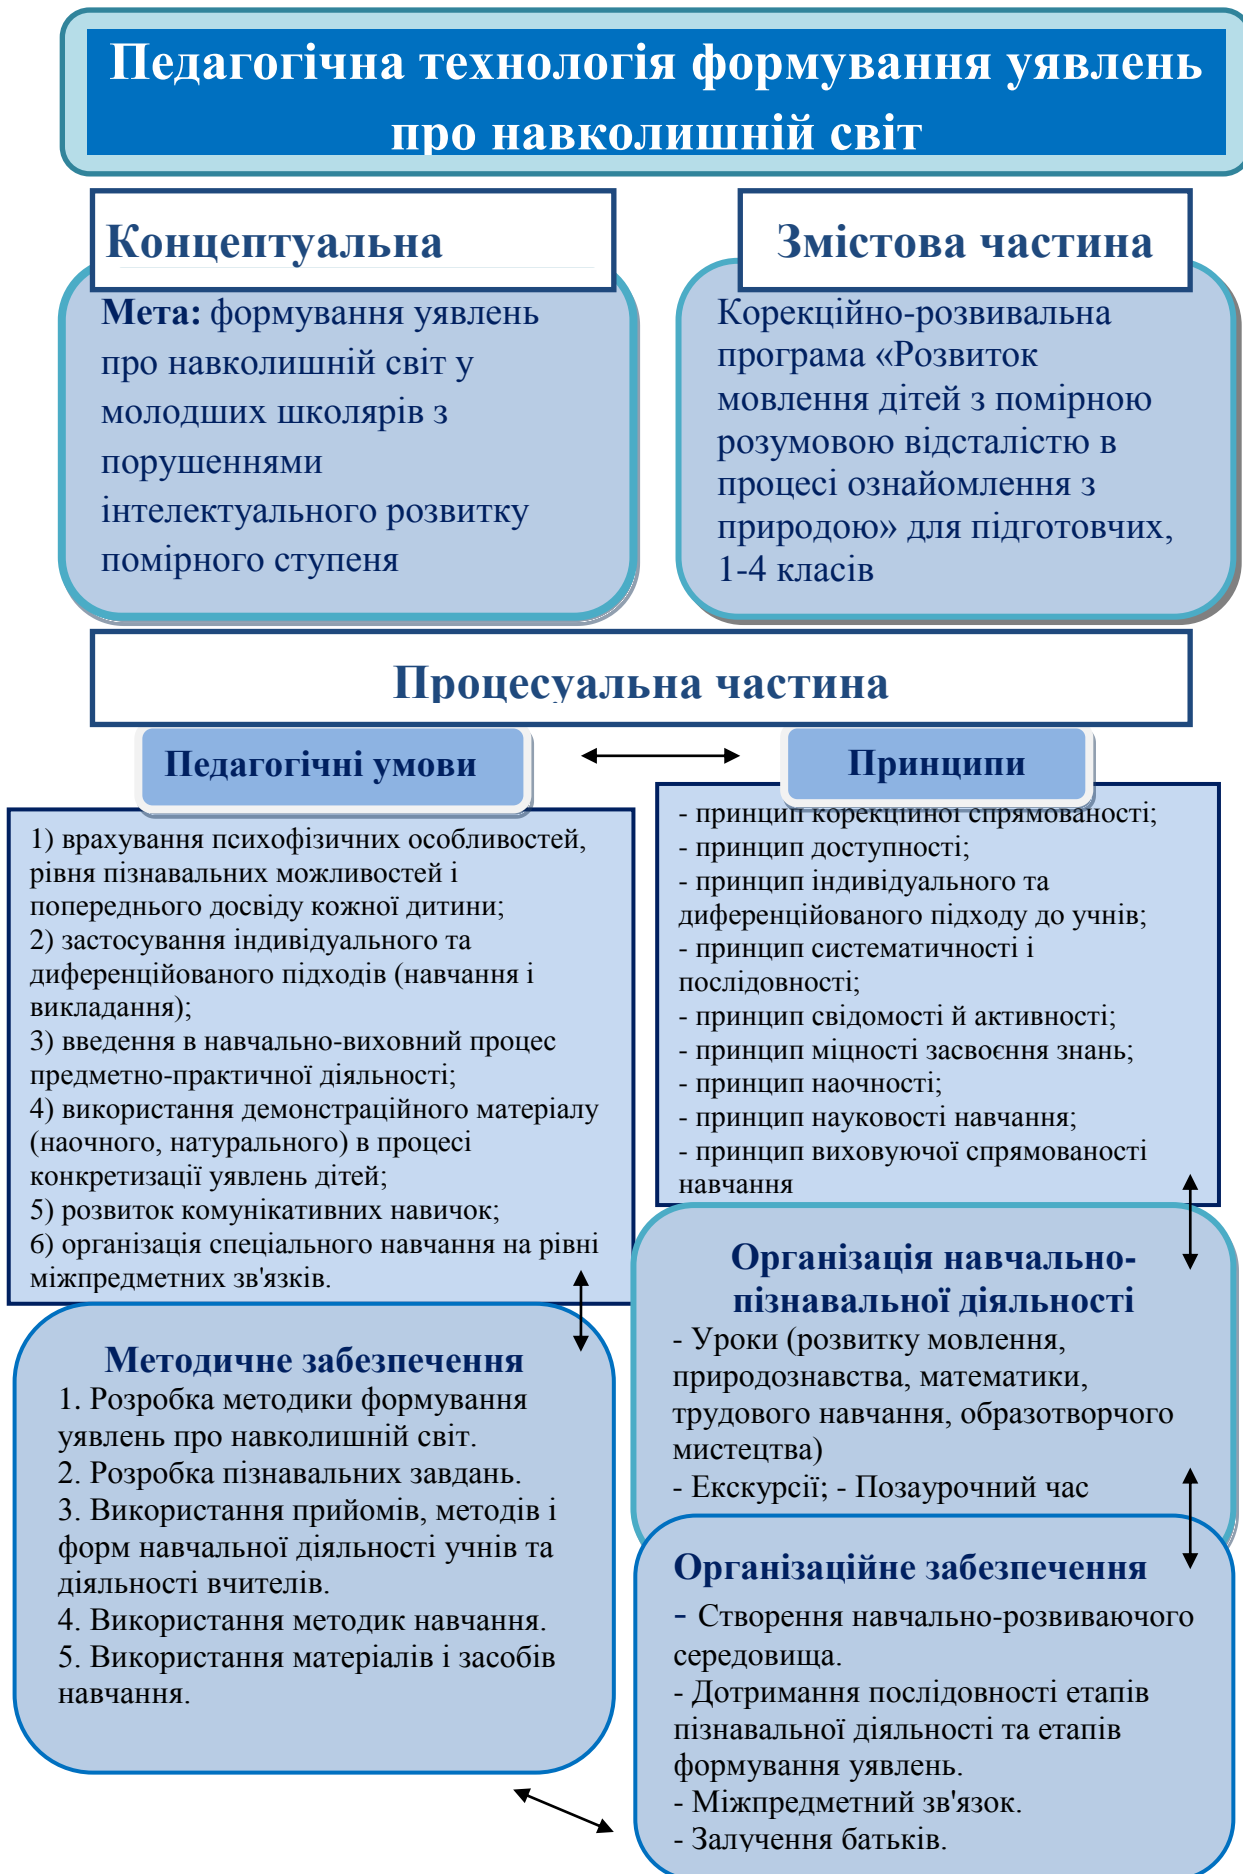 Педагогічна технологія формування уявлень
про навколишній світ
Концептуальна
Мета: формування уявлень
про навколишній світ у
молодших школярів з
порушеннями
інтелектуального розвитку
помірного ступеня
Змістова частина
Корекційно-розвивальна
програма «Розвиток
мовлення дітей з помірною
розумовою відсталістю в
процесі ознайомлення з
природою» для підготовчих,
1-4 класів
Процесуальна частина
Педагогічні умови
1) врахування психофізичних особливостей,
рівня пізнавальних можливостей і
попереднього досвіду кожної дитини;
2) застосування індивідуального та
диференційованого підходів (навчання і
викладання);
3) введення в навчально-виховний процес
предметно-практичної діяльності;
4) використання демонстраційного матеріалу
(наочного, натурального) в процесі
конкретизації уявлень дітей;
5) розвиток комунікативних навичок;
6) організація спеціального навчання на рівні
міжпредметних зв'язків.
Принципи
- принцип корекційної спрямованості;
- принцип доступності;
- принцип індивідуального та
диференційованого підходу до учнів;
- принцип систематичності і
послідовності;
- принцип свідомості й активності;
- принцип міцності засвоєння знань;
- принцип наочності;
- принцип науковості навчання;
- принцип виховуючої спрямованості
навчання
Методичне забезпечення
1. Розробка методики формування
уявлень про навколишній світ.
2. Розробка пізнавальних завдань.
3. Використання прийомів, методів і
форм навчальної діяльності учнів та
діяльності вчителів.
4. Використання методик навчання.
5. Використання матеріалів і засобів
навчання.
Організація навчально-
пізнавальної діяльності
- Уроки (розвитку мовлення,
природознавства, математики,
трудового навчання, образотворчого
мистецтва)
- Екскурсії; - Позаурочний час
Організаційне забезпечення
- Створення навчально-розвиваючого
середовища.
- Дотримання послідовності етапів
пізнавальної діяльності та етапів
формування уявлень.
- Міжпредметний зв'язок.
- Залучення батьків.